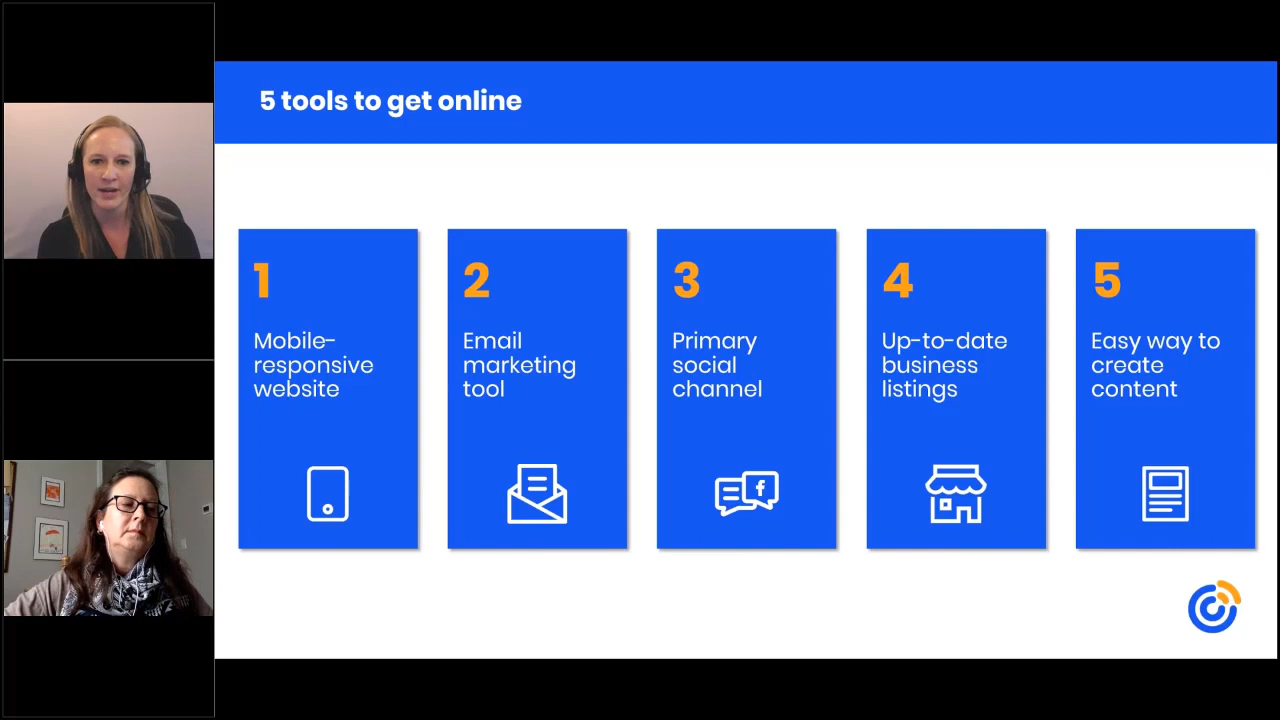 5 tools to get online
1
Mobile-
responsive
website
2
Email
marketing
tool
3
Primary
social
channel
4
Up-to-date
business
listings
5
Easy way to
create
content